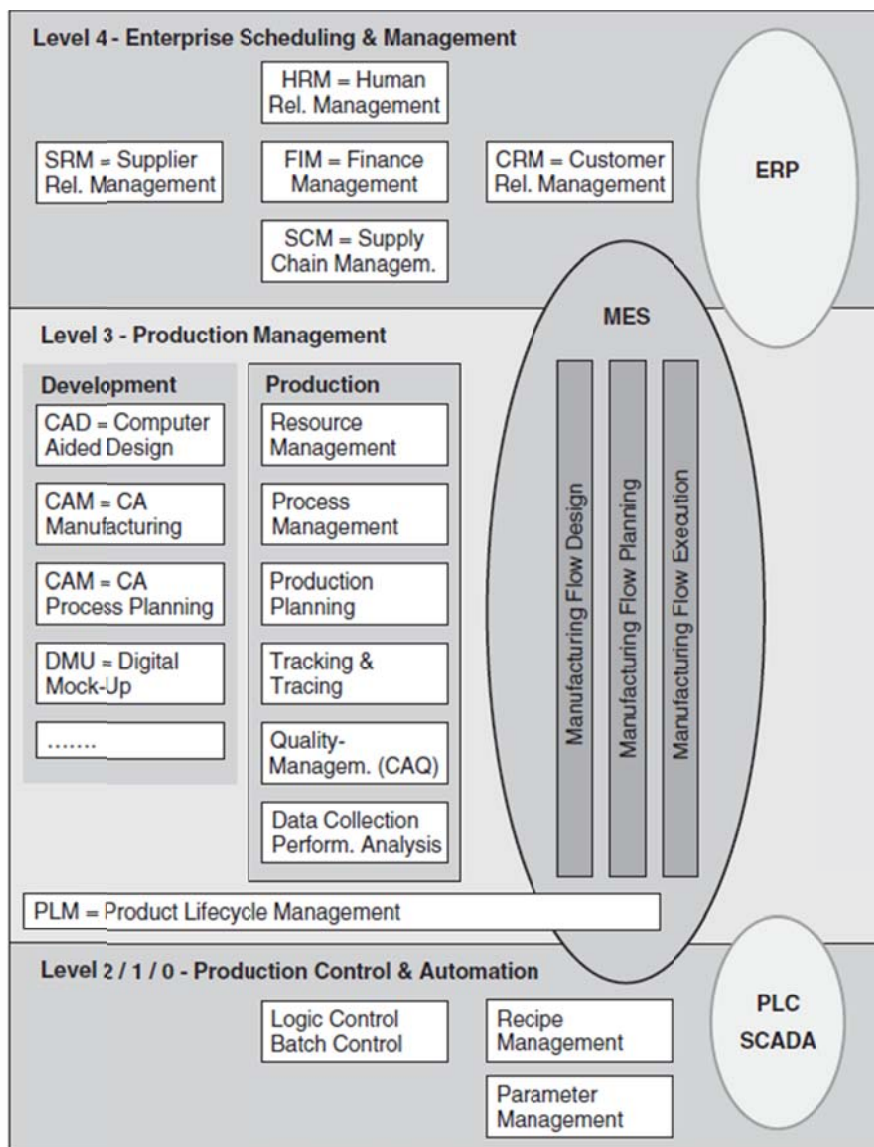 Level 4 - Enterprise Scheduling & Management
HRM = Human
Rel. Management
SRM = Supplier
Rel. Management
FIM = Finance
Management
CRM = Customer
Rel. Management
ERP
SCM = Supply
Chain Managem.
MES
Level 3 - Production Management
Development
CAD = Computer
Aided Design
CAM = CA
Manufacturing
CAM = CA
Process Planning
DMU = Digital
Mock-Up
.......
Production
Resource
Management
Process
Management
Production
Planning
Tracking &
Tracing
Quality-
Managem. (CAQ)
Data Collection
Perform. Analysis
Manufacturing Flow Design
Manufacturing Flow Planning
Manufacturing Flow Execution
PLM = Product Lifecycle Management
Level 2 / 1 / 0 - Production Control & Automation
Logic Control
Batch Control
Recipe
Management
Parameter
Management
PLC
SCADA